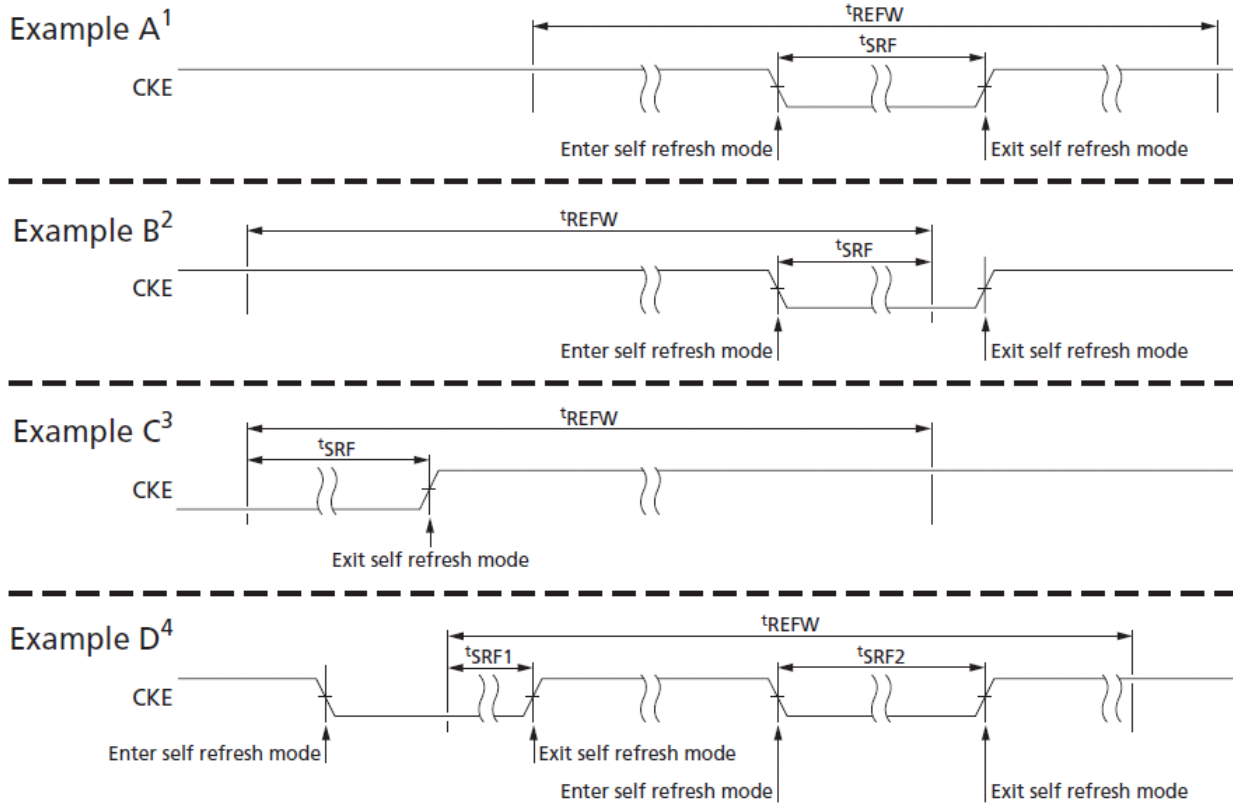 Example A¹
tREFW
tSRF
CKE
Enter self refresh mode
Exit self refresh mode
Example B²
tREFW
tSRF
CKE
Enter self refresh mode
Exit self refresh mode
Example C³
tREFW
tSRF
CKE
Exit self refresh mode
Example D⁴
tREFW
tSRF1
tSRF2
CKE
Enter self refresh mode
Exit self refresh mode
Enter self refresh mode
Exit self refresh mode